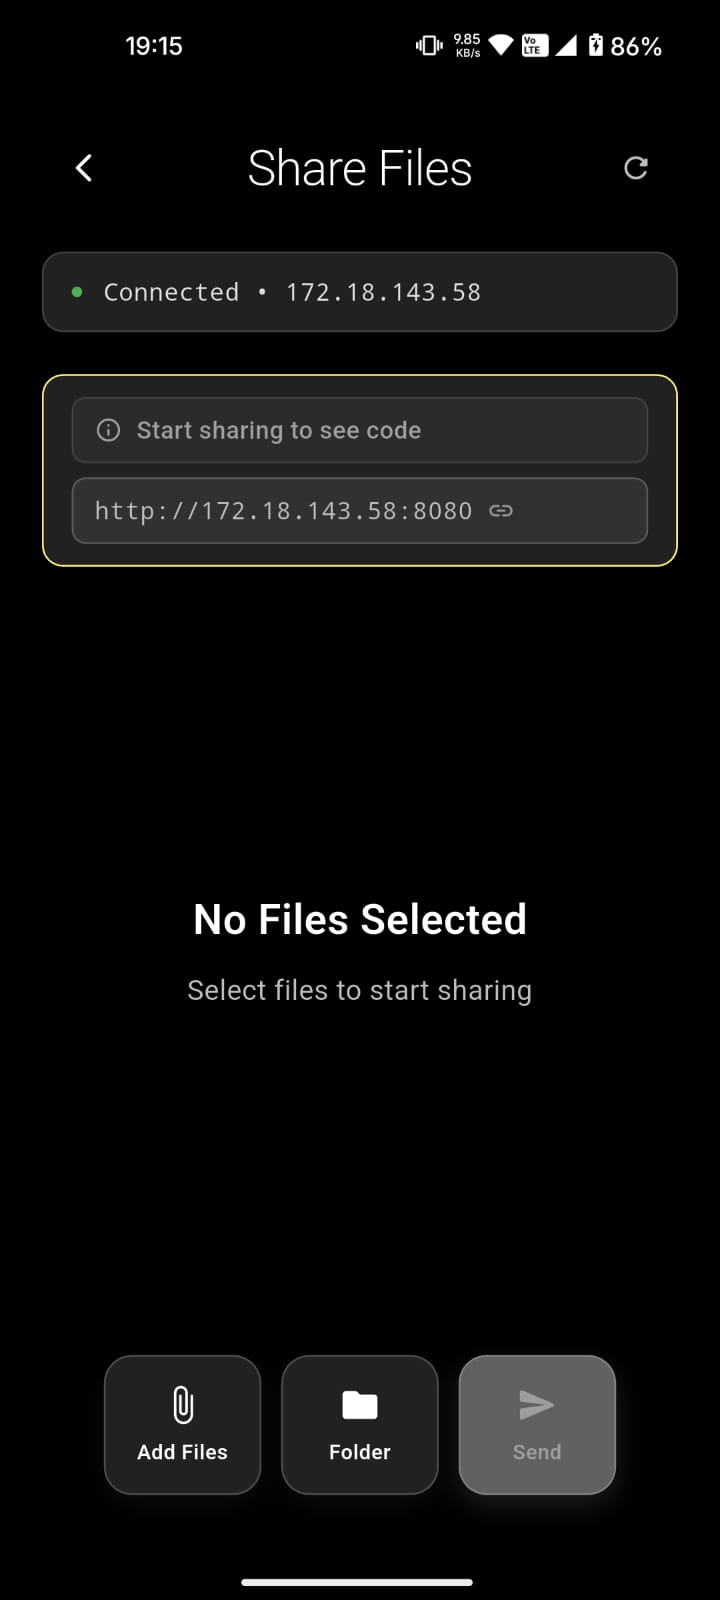 19:15 9.85 KB/s Vo LTE 86%
Share Files
Connected • 172.18.143.58
Start sharing to see code
http://172.18.143.58:8080
No Files Selected
Select files to start sharing
Add Files Folder Send